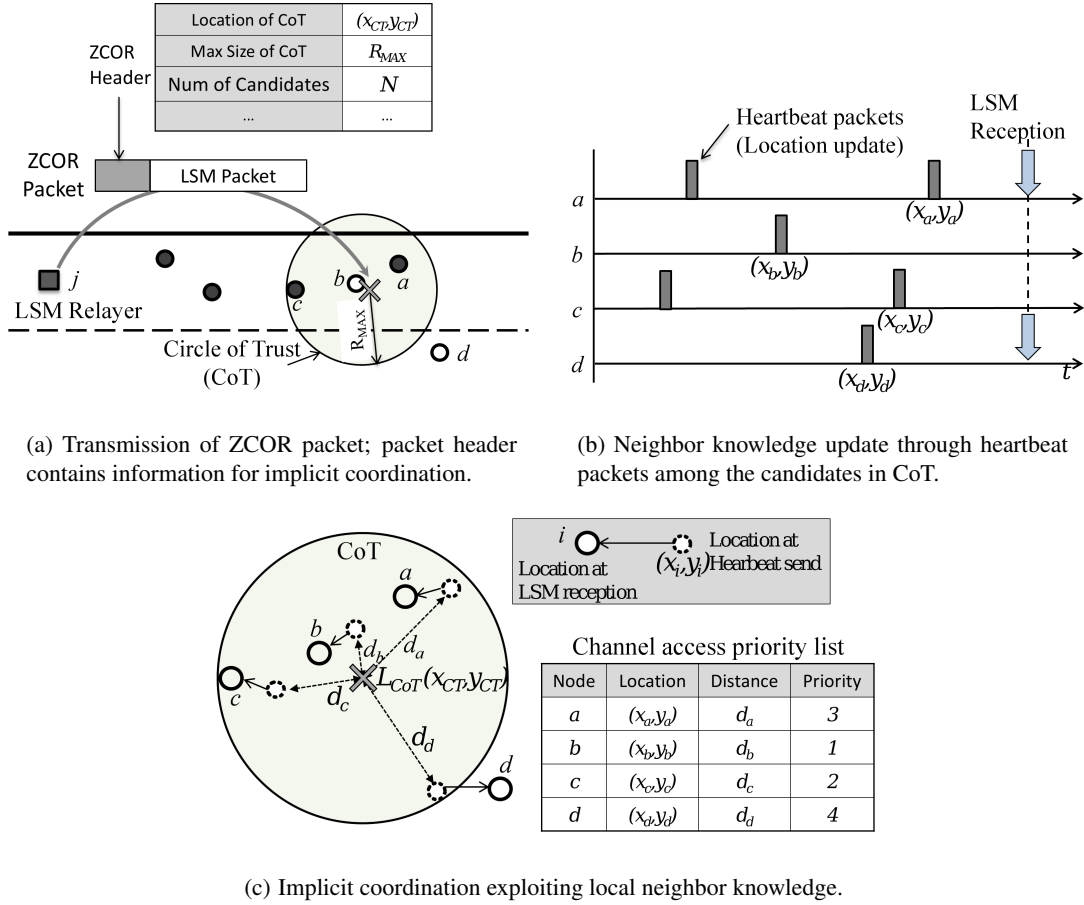 Location of CoT (x_CT,y_CT)
Max Size of CoT R_MAX
Num of Candidates N
... ...
ZCOR
Header
ZCOR
Packet
LSM Packet
j
LSM Relayer
c
b
a
R_MAX
d
Circle of Trust
(CoT)
Heartbeat packets
(Location update)
LSM
Reception
a
(x_a,y_a)
b
(x_b,y_b)
c
(x_c,y_c)
d
(x_d,y_d)
t
(a) Transmission of ZCOR packet; packet header
contains information for implicit coordination.
(b) Neighbor knowledge update through heartbeat
packets among the candidates in CoT.
CoT
a
b
d_b
d_a
L_CoT(x_CT,y_CT)
c
d_c
d_d
d
i
(x_i,y_i)
Location at
Hearbeat send
Location at
LSM reception
Channel access priority list
Node Location Distance Priority
a (x_a,y_a) d_a 3
b (x_b,y_b) d_b 1
c (x_c,y_c) d_c 2
d (x_d,y_d) d_d 4
(c) Implicit coordination exploiting local neighbor knowledge.